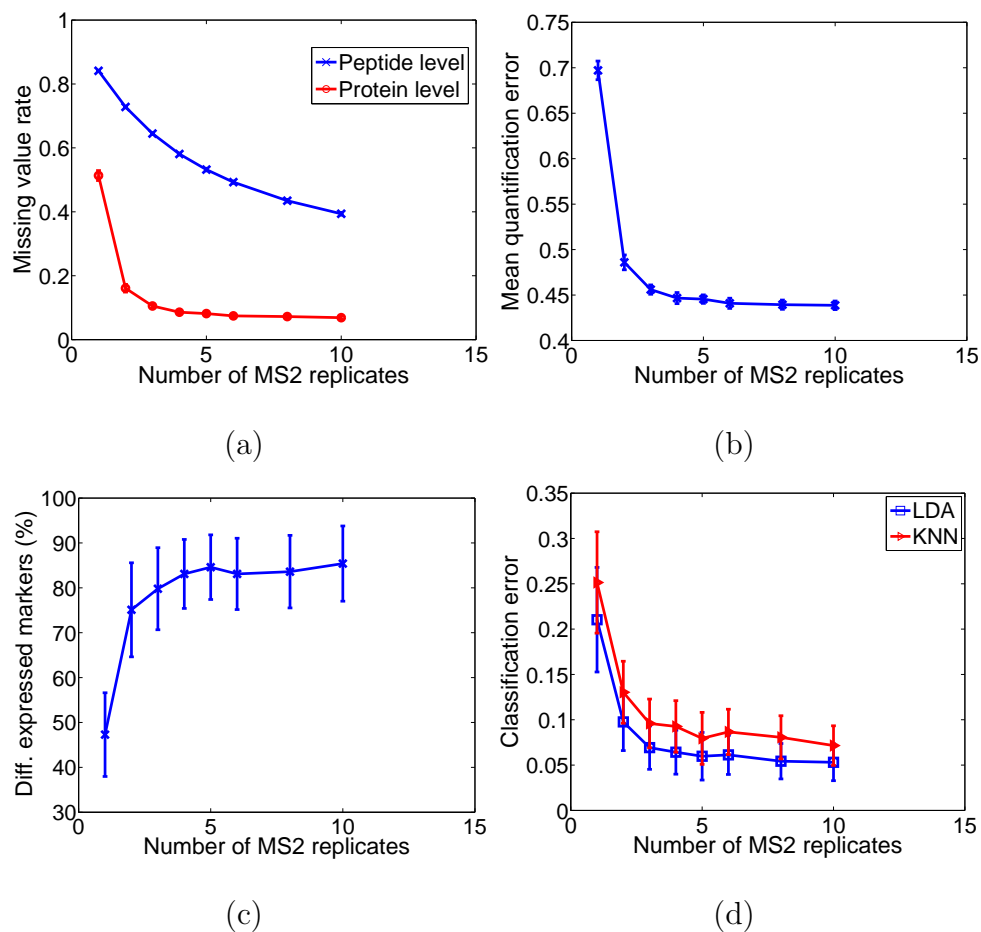 1
0.8
0.6
0.4
0.2
0
0
5
10
15
Missing value rate
Number of MS2 replicates
Peptide level
Protein level
(a)
0.75
0.7
0.65
0.6
0.55
0.5
0.45
0.4
0
5
10
15
Mean quantification error
Number of MS2 replicates
(b)
100
90
80
70
60
50
40
30
0
5
10
15
Diff. expressed markers (%)
Number of MS2 replicates
(c)
0.35
0.3
0.25
0.2
0.15
0.1
0.05
0
0
5
10
15
Classification error
Number of MS2 replicates
LDA
KNN
(d)